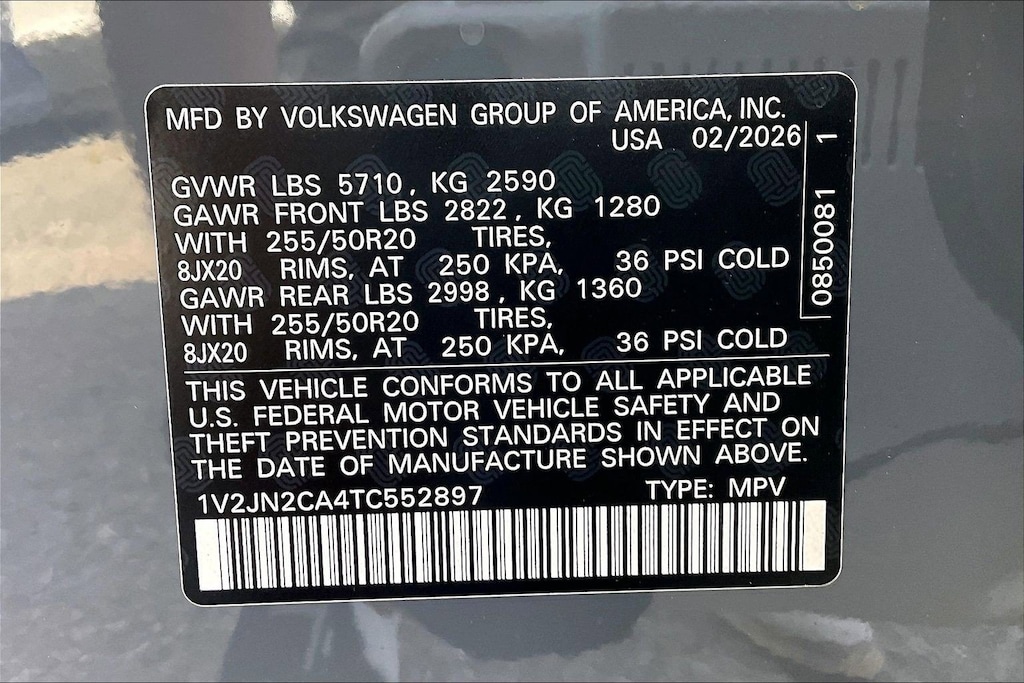 MFD BY VOLKSWAGEN GROUP OF AMERICA, INC.
USA 02/2026
GVWR LBS 5710, KG 2590
GAWR FRONT LBS 2822, KG 1280
WITH 255/50R20 TIRES,
8JX20 RIMS, AT 250 KPA, 36 PSI COLD
GAWR REAR LBS 2998, KG 1360
WITH 255/50R20 TIRES,
8JX20 RIMS, AT 250 KPA, 36 PSI COLD
THIS VEHICLE CONFORMS TO ALL APPLICABLE
U.S. FEDERAL MOTOR VEHICLE SAFETY AND
THEFT PREVENTION STANDARDS IN EFFECT ON
THE DATE OF MANUFACTURE SHOWN ABOVE.
1V2JN2CA4TC552897 TYPE: MPV
0850081 1